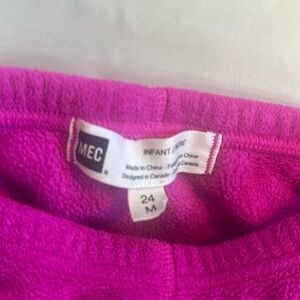 MEC
INFANT /
Made in China -
Designed in Canada -
24
M